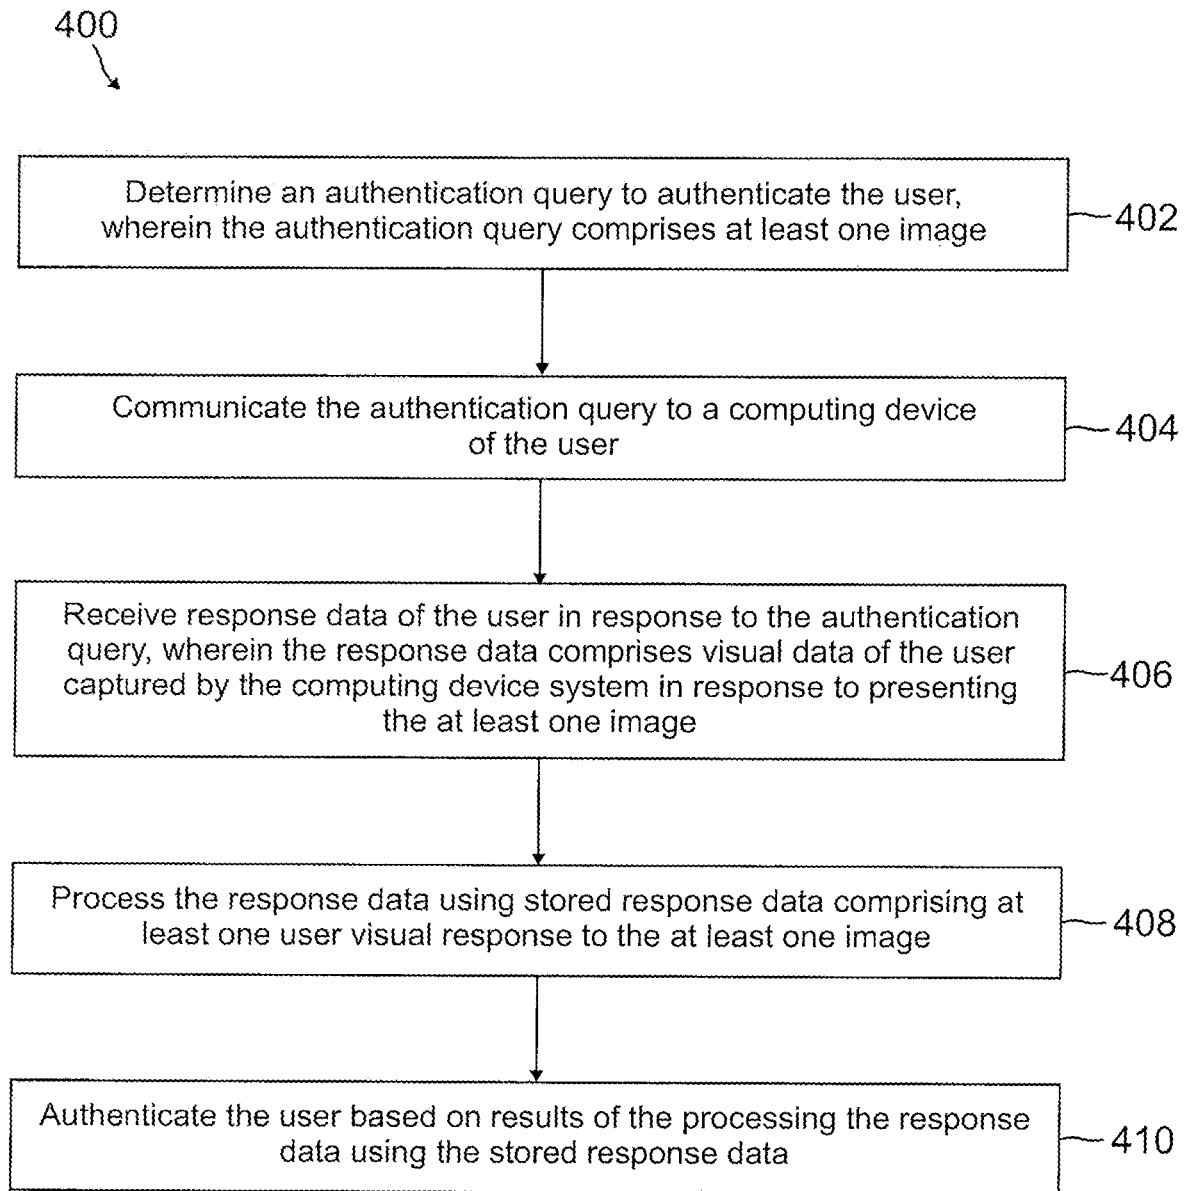 400
Determine an authentication query to authenticate the user,
wherein the authentication query comprises at least one image
402
Communicate the authentication query to a computing device
of the user
404
Receive response data of the user in response to the authentication
query, wherein the response data comprises visual data of the user
captured by the computing device system in response to presenting
the at least one image
406
Process the response data using stored response data comprising at
least one user visual response to the at least one image
408
Authenticate the user based on results of the processing the response
data using the stored response data
410